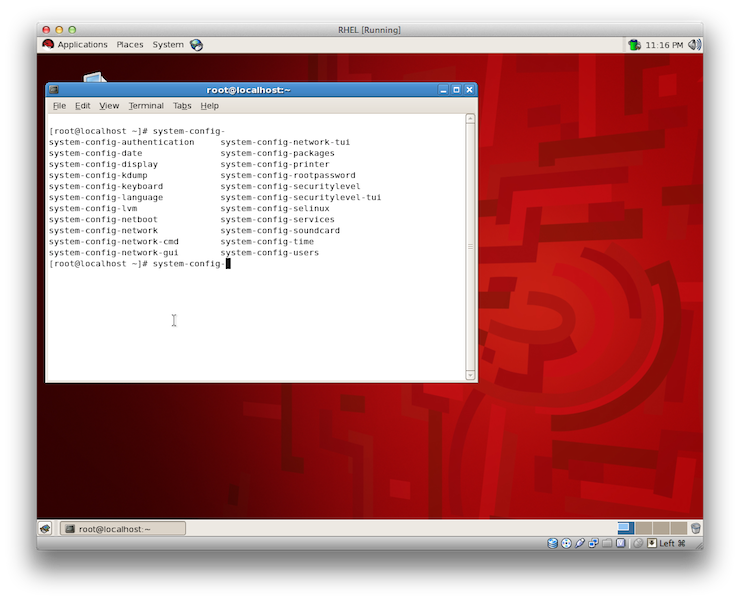 RHEL [Running]
Applications Places System 11:16 PM
root@localhost:~
File Edit View Terminal Tabs Help
[root@localhost ~]# system-config-
system-config-authentication system-config-network-tui
system-config-date system-config-packages
system-config-display system-config-printer
system-config-kdump system-config-rootpassword
system-config-keyboard system-config-securitylevel
system-config-language system-config-securitylevel-tui
system-config-lvm system-config-selinux
system-config-netboot system-config-services
system-config-network system-config-soundcard
system-config-network-cmd system-config-time
system-config-network-gui system-config-users
[root@localhost ~]# system-config-
root@localhost:~
Left ⌘